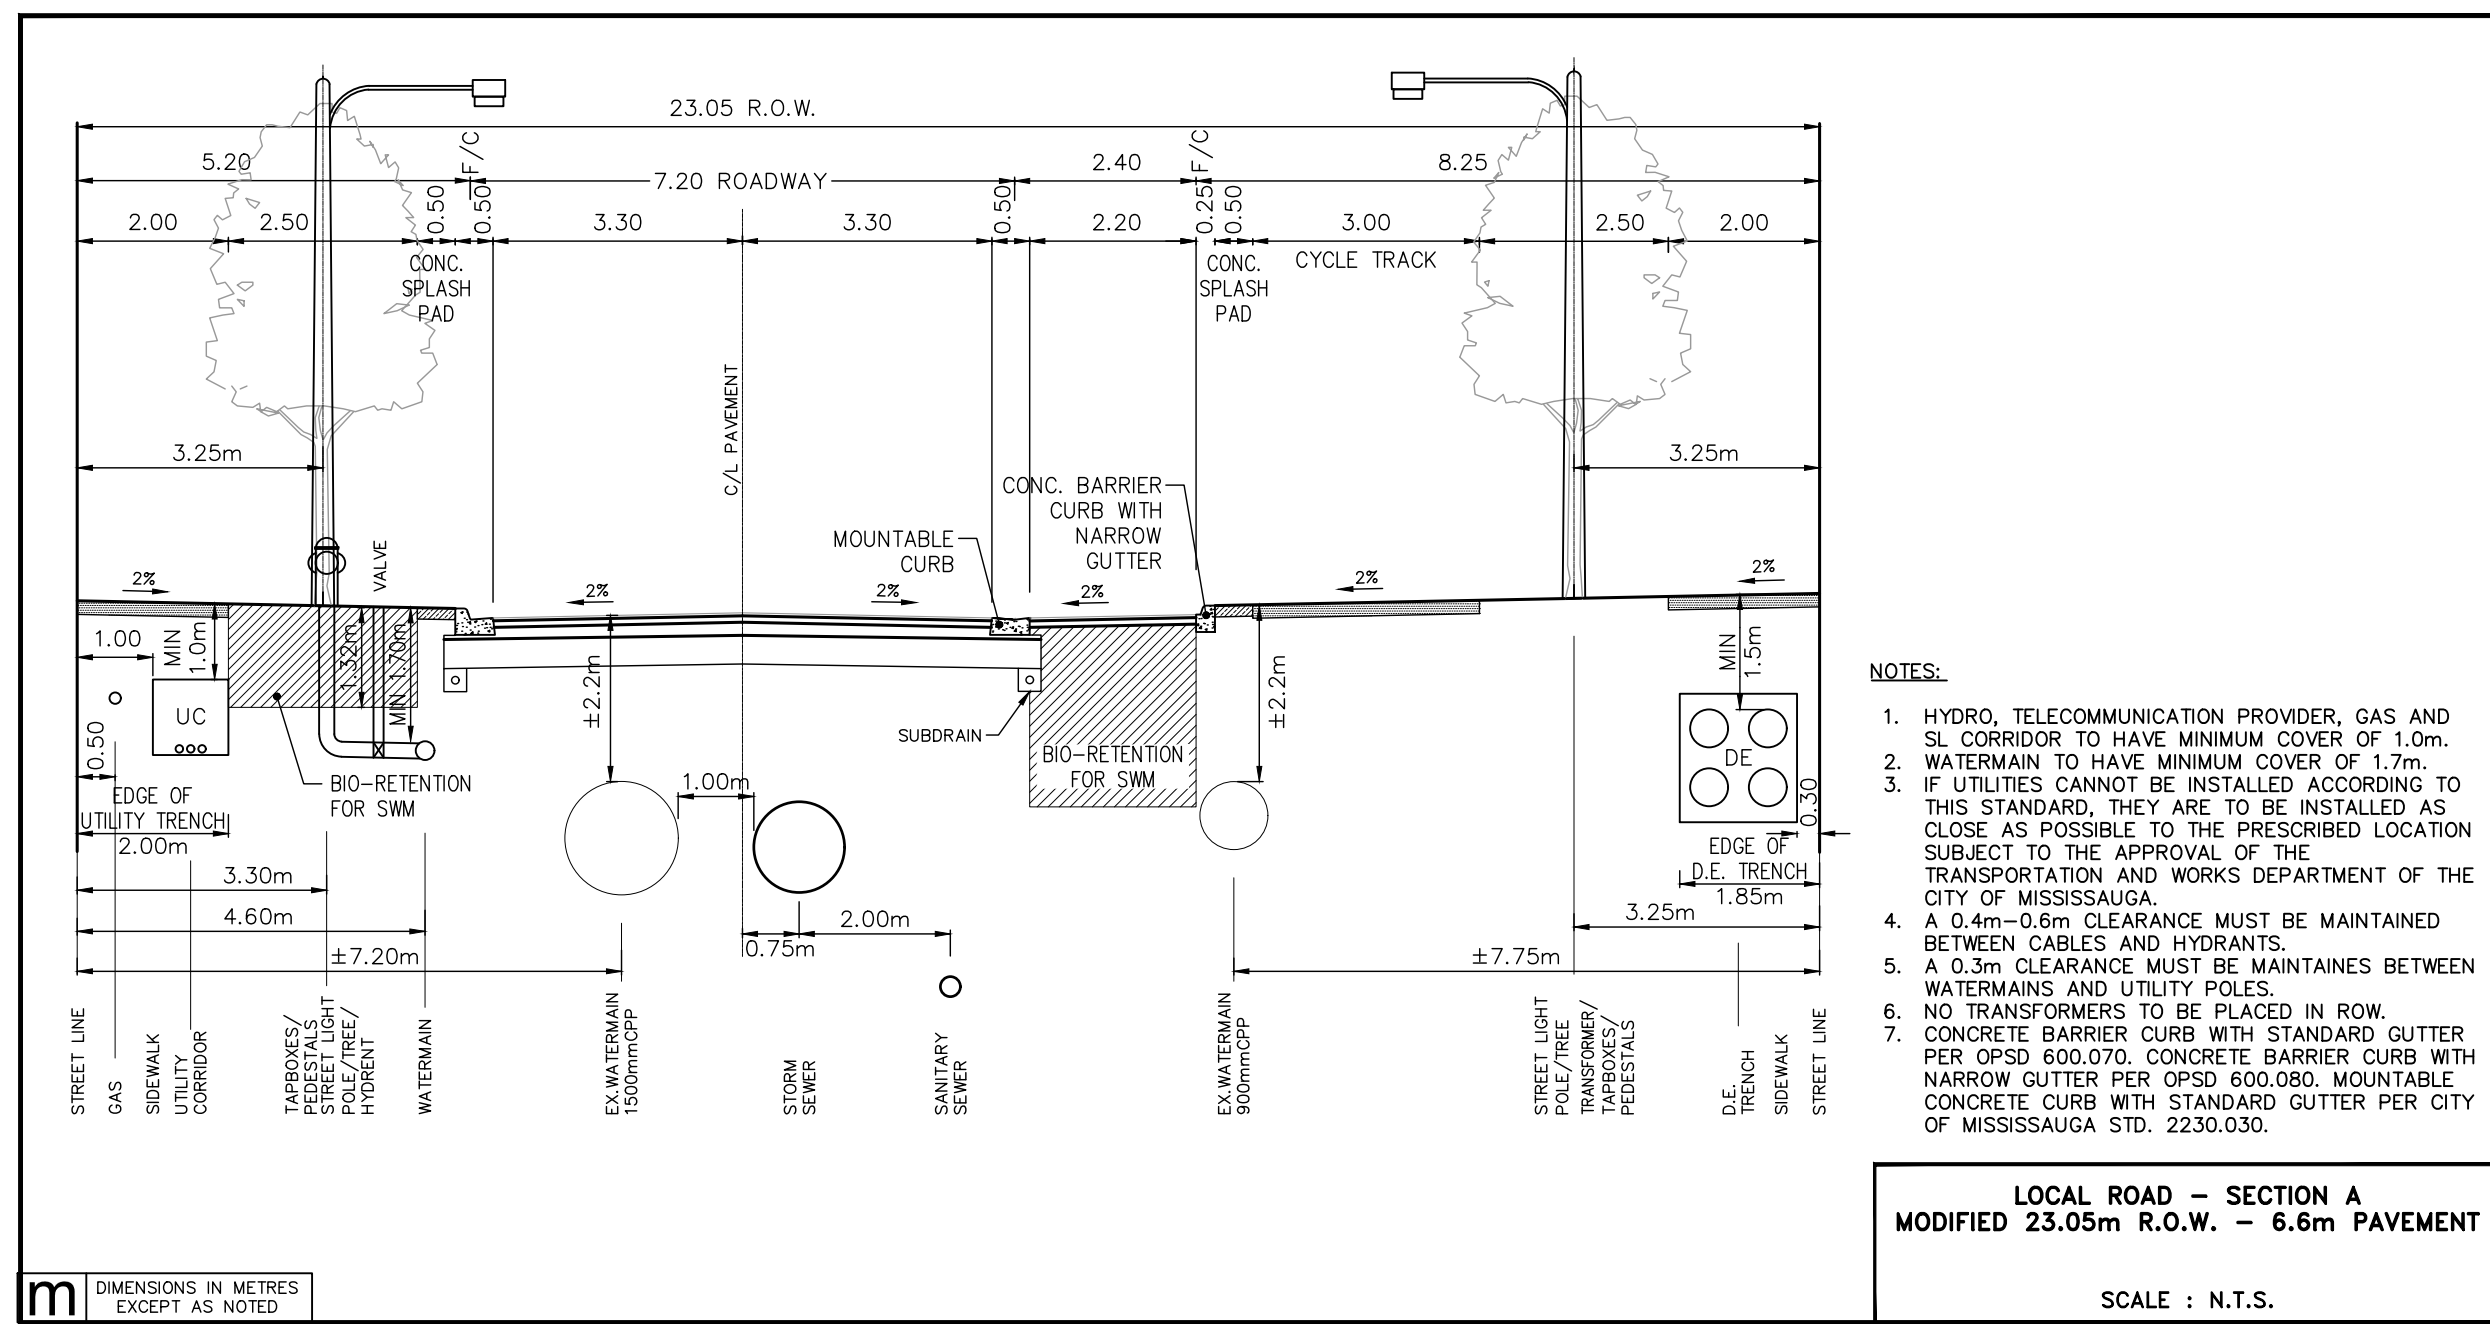 23.05 R.O.W.
5.20
F/C
7.20 ROADWAY
2.40
F/C
8.25
2.00
2.50
0.50
0.50
3.30
3.30
0.50
2.20
0.25
0.50
3.00
2.50
2.00
CONC.
SPLASH
PAD
CONC.
SPLASH
PAD
CYCLE TRACK
C/L PAVEMENT
3.25m
3.25m
CONC. BARRIER
CURB WITH
NARROW
GUTTER
MOUNTABLE
CURB
VALVE
2%
2%
2%
2%
2%
2%
1.00
MIN
1.0m
1.32m
MIN 1.70m
±2.2m
±2.2m
MIN
1.5m
UC
0.50
SUBDRAIN
BIO-RETENTION
FOR SWM
BIO-RETENTION
FOR SWM
1.00m
DE
0.30
EDGE OF
UTILITY TRENCH
2.00m
EDGE OF
D.E. TRENCH
1.85m
3.30m
4.60m
±7.20m
0.75m
2.00m
3.25m
±7.75m
STREET LINE
GAS
SIDEWALK
UTILITY
CORRIDOR
TAPBOXES/
PEDESTALS
STREET LIGHT
POLE/TREE/
HYDRENT
WATERMAIN
EX.WATERMAIN
1500mmCPP
STORM
SEWER
SANITARY
SEWER
EX.WATERMAIN
900mmCPP
STREET LIGHT
POLE/TREE
TRANSFORMER/
TAPBOXES/
PEDESTALS
D.E.
TRENCH
SIDEWALK
STREET LINE
NOTES:
1. HYDRO, TELECOMMUNICATION PROVIDER, GAS AND
SL CORRIDOR TO HAVE MINIMUM COVER OF 1.0m.
2. WATERMAIN TO HAVE MINIMUM COVER OF 1.7m.
3. IF UTILITIES CANNOT BE INSTALLED ACCORDING TO
THIS STANDARD, THEY ARE TO BE INSTALLED AS
CLOSE AS POSSIBLE TO THE PRESCRIBED LOCATION
SUBJECT TO THE APPROVAL OF THE
TRANSPORTATION AND WORKS DEPARTMENT OF THE
CITY OF MISSISSAUGA.
4. A 0.4m-0.6m CLEARANCE MUST BE MAINTAINED
BETWEEN CABLES AND HYDRANTS.
5. A 0.3m CLEARANCE MUST BE MAINTAINES BETWEEN
WATERMAINS AND UTILITY POLES.
6. NO TRANSFORMERS TO BE PLACED IN ROW.
7. CONCRETE BARRIER CURB WITH STANDARD GUTTER
PER OPSD 600.070. CONCRETE BARRIER CURB WITH
NARROW GUTTER PER OPSD 600.080. MOUNTABLE
CONCRETE CURB WITH STANDARD GUTTER PER CITY
OF MISSISSAUGA STD. 2230.030.
LOCAL ROAD - SECTION A
MODIFIED 23.05m R.O.W. - 6.6m PAVEMENT
SCALE : N.T.S.
m
DIMENSIONS IN METRES
EXCEPT AS NOTED